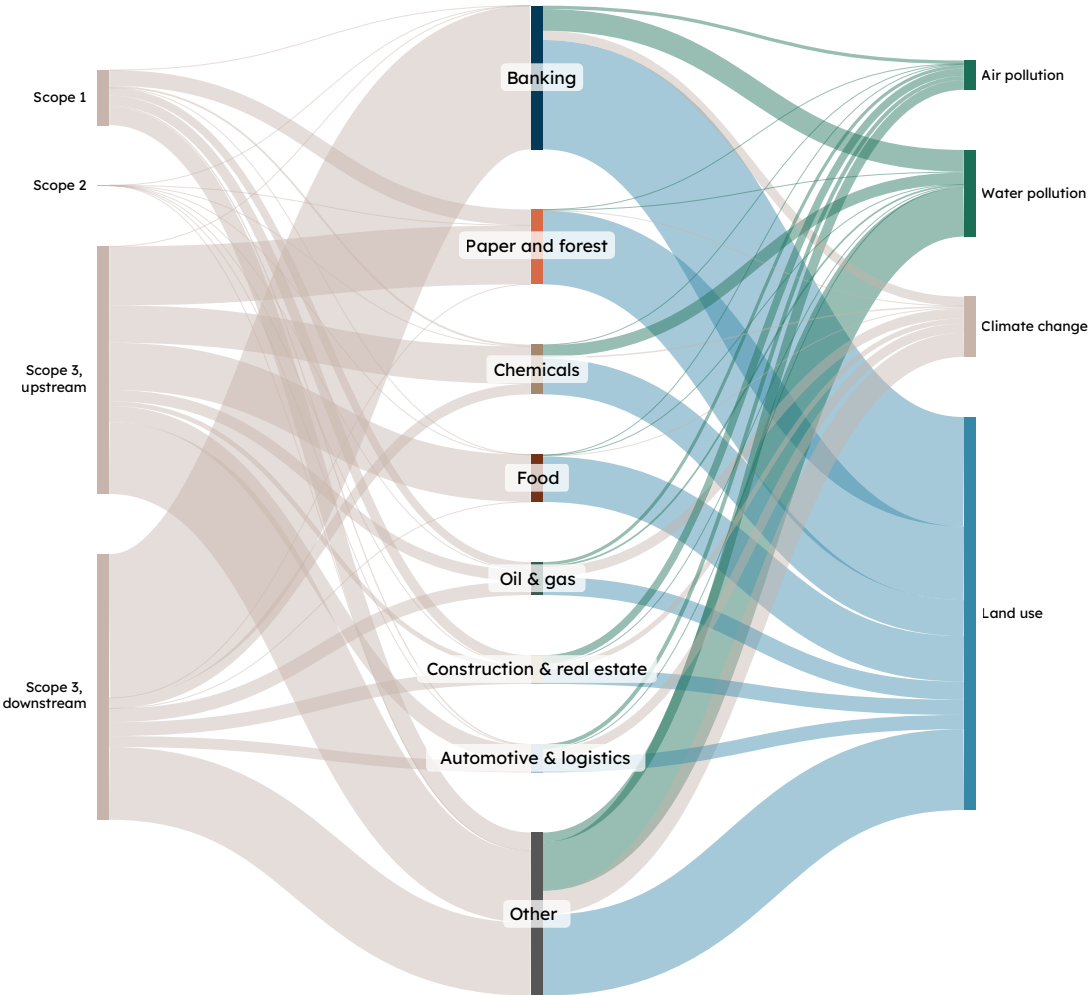 Scope 1
Scope 2
Scope 3,
upstream
Scope 3,
downstream
Banking
Paper and forest
Chemicals
Food
Oil & gas
Construction & real estate
Automotive & logistics
Other
Air pollution
Water pollution
Climate change
Land use